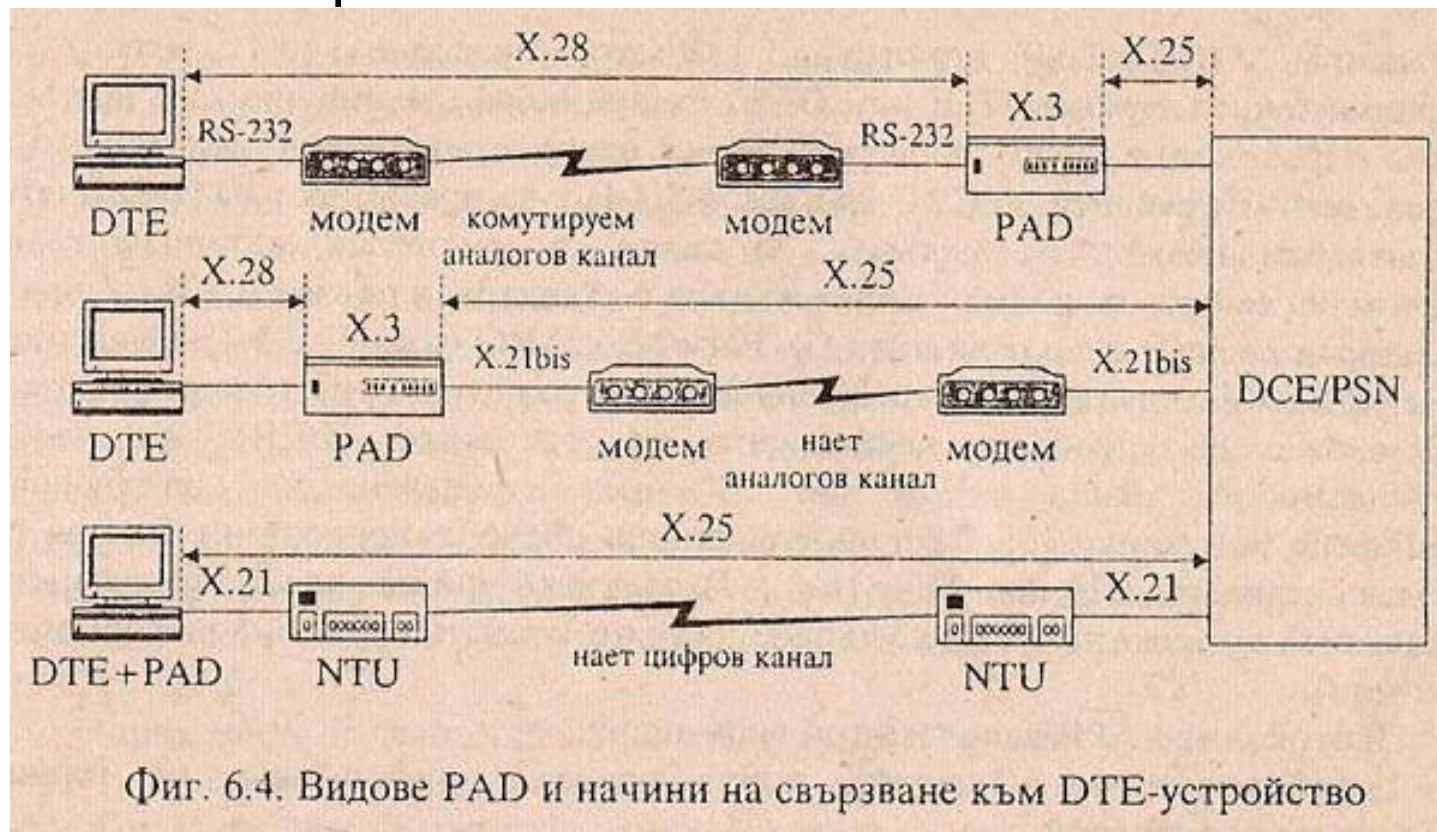 X.28 X.25
RS-232 RS-232 X.3
DTE модем комутируем аналогов канал модем PAD
X.28 X.25
X.3
X.21bis X.21bis
DCE/PSN
DTE PAD модем нает аналогов канал модем
X.25
X.21 X.21
DTE+PAD NTU нает цифров канал NTU
Фиг. 6.4. Видове PAD и начини на свързване към DTE-устройство